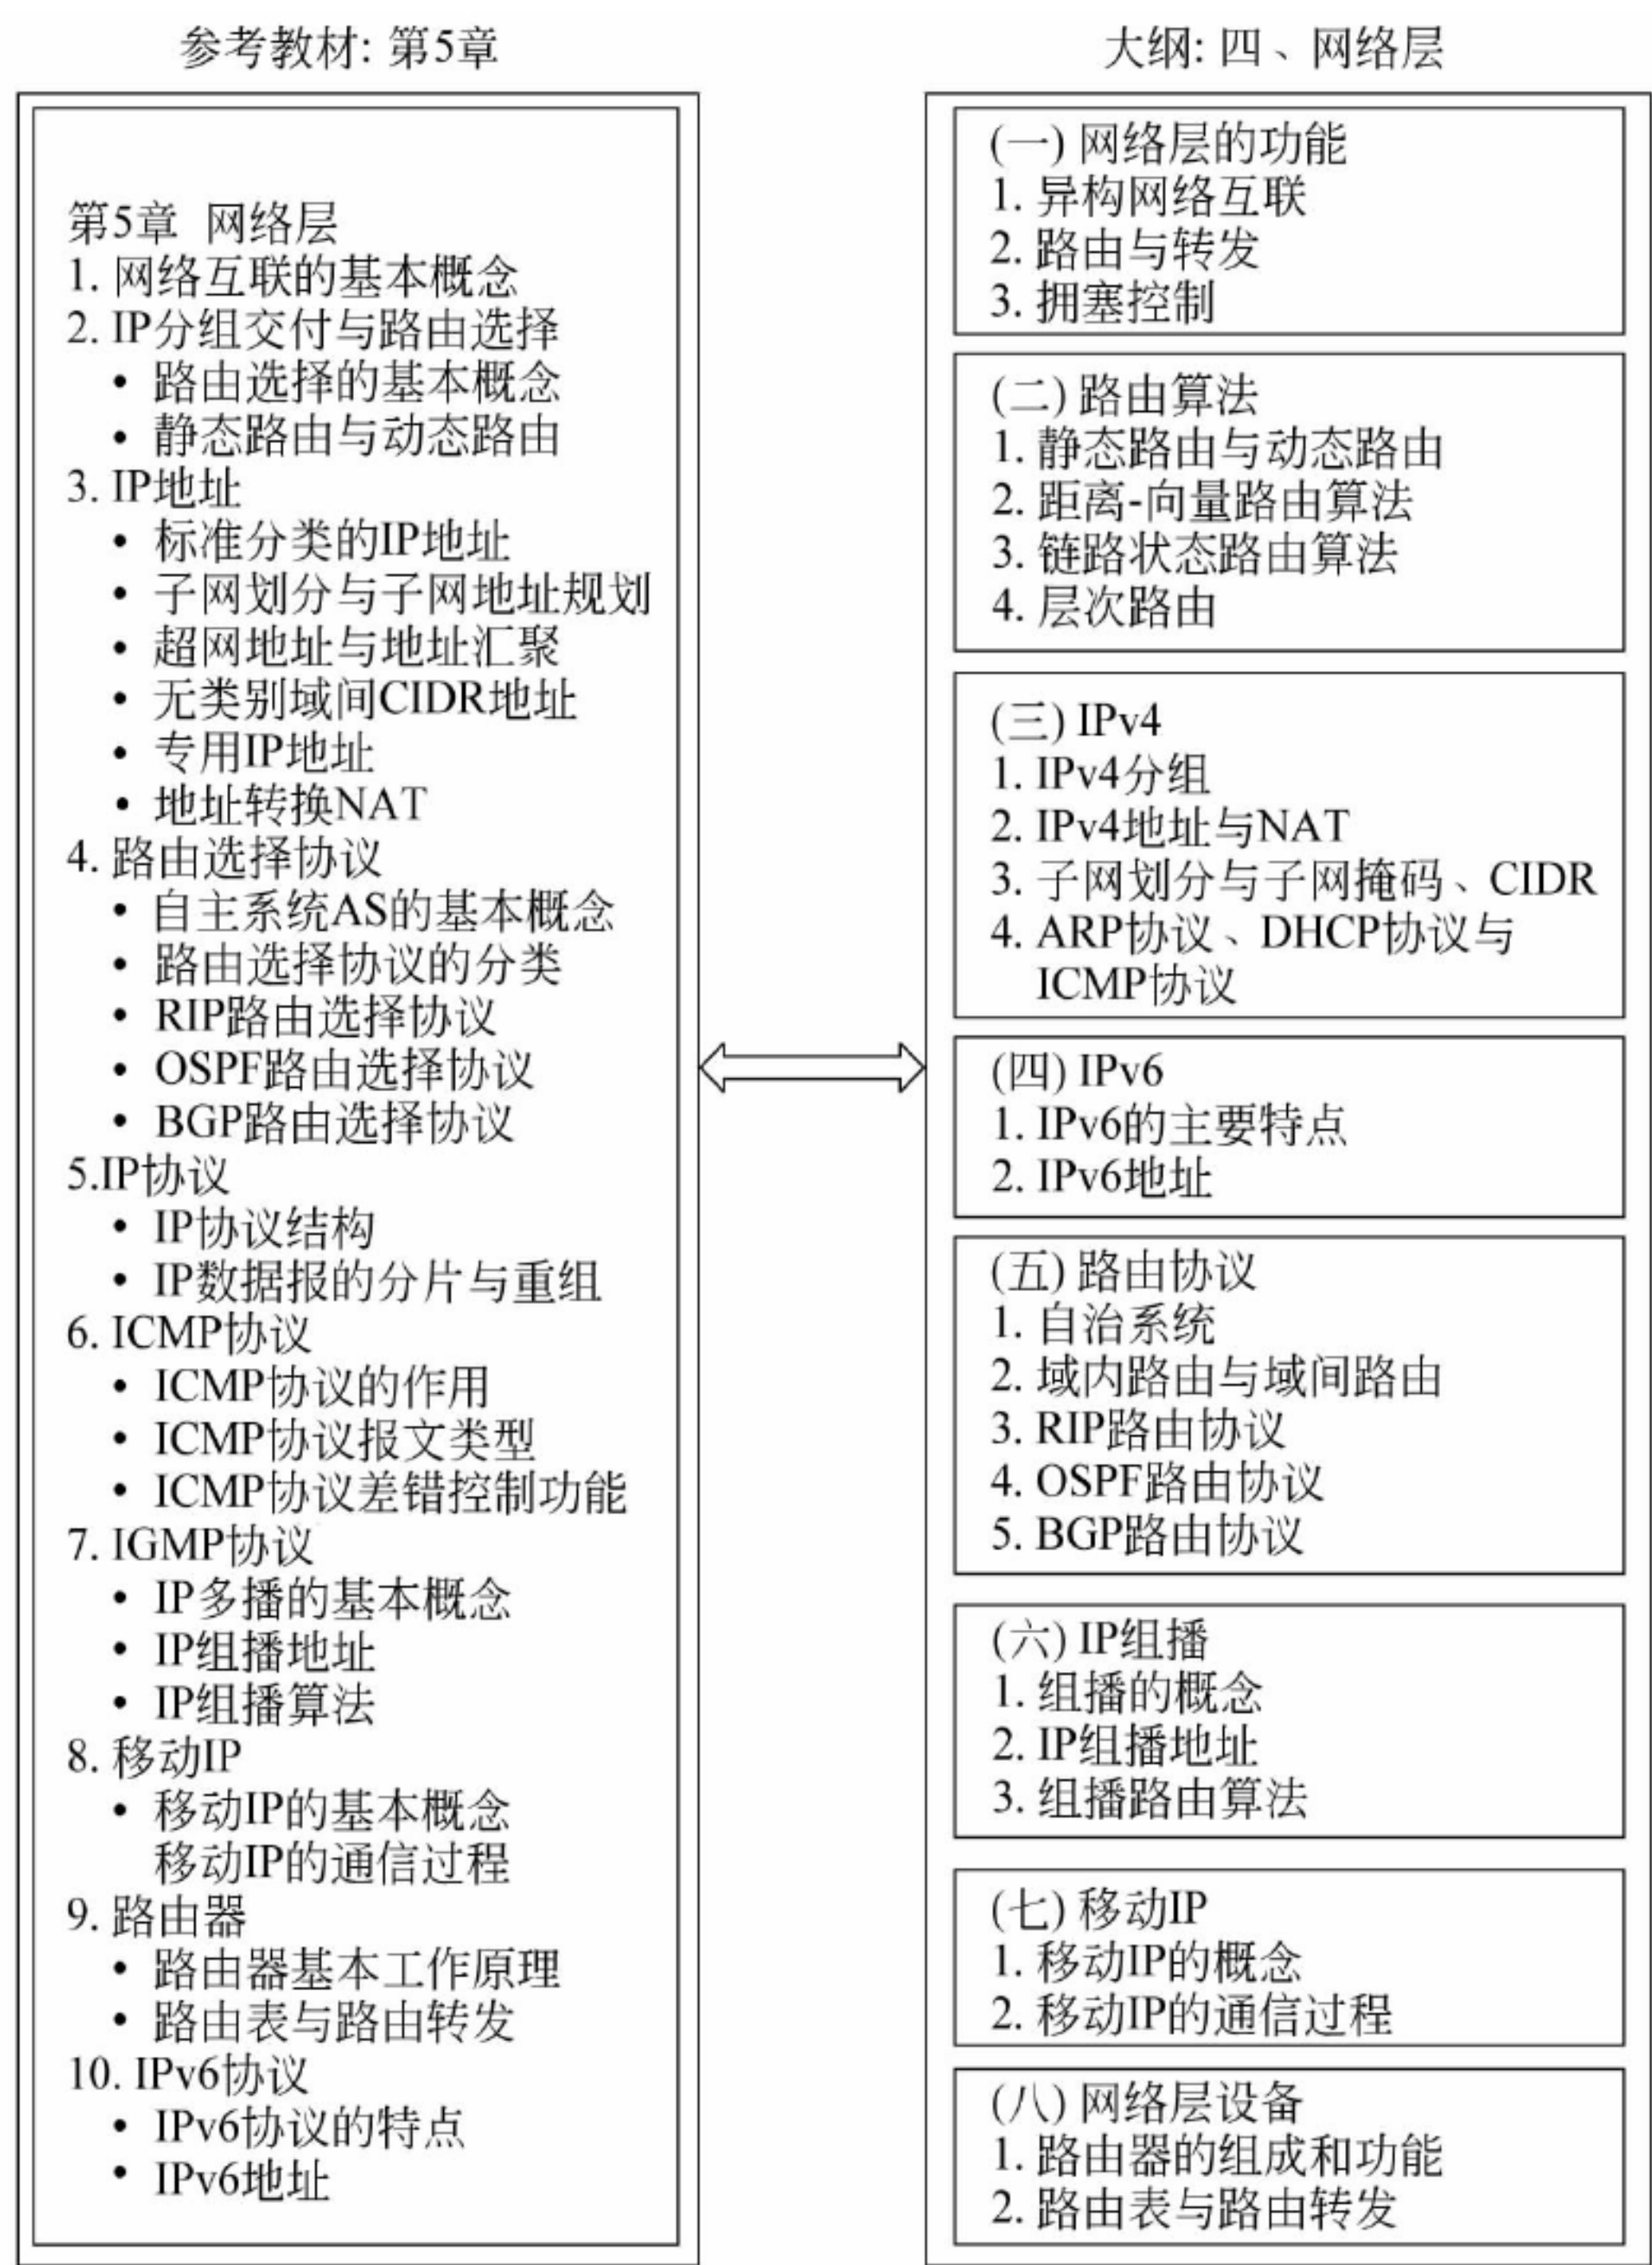 参考教材: 第5章
第5章 网络层
1. 网络互联的基本概念
2. IP分组交付与路由选择
• 路由选择的基本概念
• 静态路由与动态路由
3. IP地址
• 标准分类的IP地址
• 子网划分与子网地址规划
• 超网地址与地址汇聚
• 无类别域间CIDR地址
• 专用IP地址
• 地址转换NAT
4. 路由选择协议
• 自主系统AS的基本概念
• 路由选择协议的分类
• RIP路由选择协议
• OSPF路由选择协议
• BGP路由选择协议
5.IP协议
• IP协议结构
• IP数据报的分片与重组
6. ICMP协议
• ICMP协议的作用
• ICMP协议报文类型
• ICMP协议差错控制功能
7. IGMP协议
• IP多播的基本概念
• IP组播地址
• IP组播算法
8. 移动IP
• 移动IP的基本概念
移动IP的通信过程
9. 路由器
• 路由器基本工作原理
• 路由表与路由转发
10. IPv6协议
• IPv6协议的特点
• IPv6地址
大纲: 四、网络层
(一) 网络层的功能
1. 异构网络互联
2. 路由与转发
3. 拥塞控制
(二) 路由算法
1. 静态路由与动态路由
2. 距离-向量路由算法
3. 链路状态路由算法
4. 层次路由
(三) IPv4
1. IPv4分组
2. IPv4地址与NAT
3. 子网划分与子网掩码、CIDR
4. ARP协议、DHCP协议与
ICMP协议
(四) IPv6
1. IPv6的主要特点
2. IPv6地址
(五) 路由协议
1. 自治系统
2. 域内路由与域间路由
3. RIP路由协议
4. OSPF路由协议
5. BGP路由协议
(六) IP组播
1. 组播的概念
2. IP组播地址
3. 组播路由算法
(七) 移动IP
1. 移动IP的概念
2. 移动IP的通信过程
(八) 网络层设备
1. 路由器的组成和功能
2. 路由表与路由转发